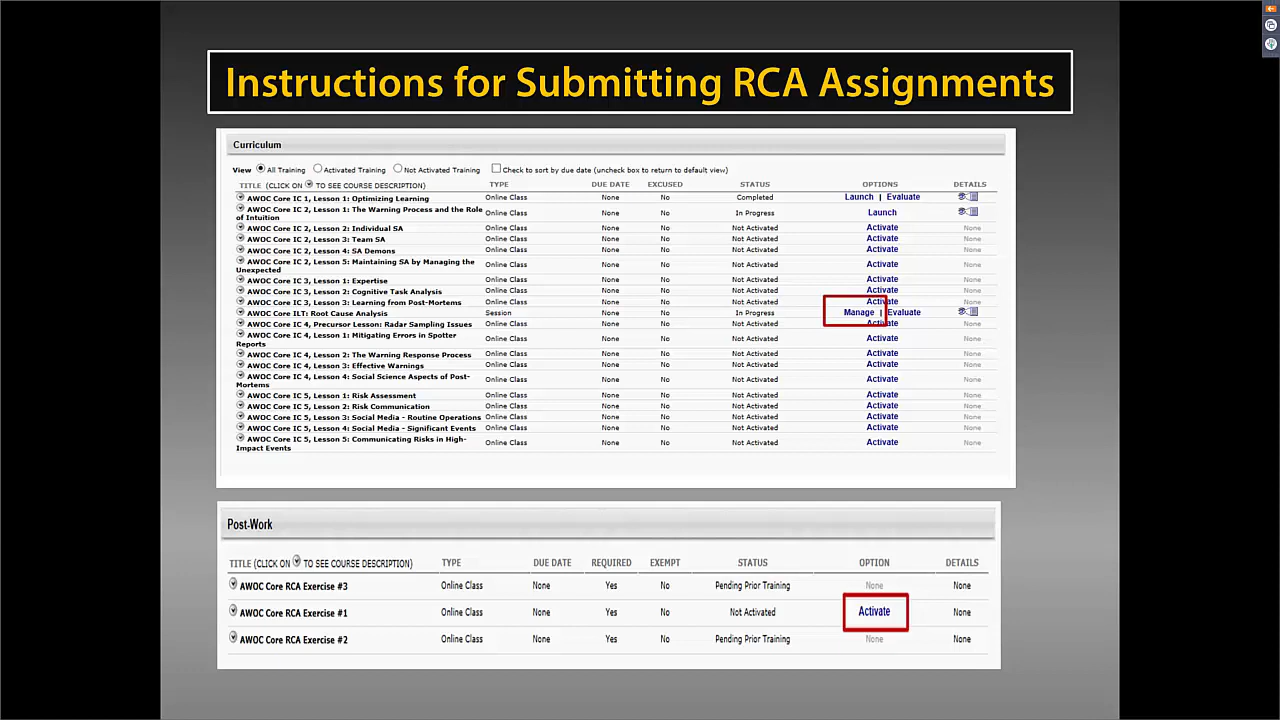 Instructions for Submitting RCA Assignments
Curriculum
View All Training Activated Training Not Activated Training Check to sort by due date (uncheck box to return to default view)
TITLE (CLICK ON TO SEE COURSE DESCRIPTION) TYPE DUE DATE EXCUSED STATUS OPTIONS DETAILS
AWOC Core IC 1, Lesson 1: Optimizing Learning Online Class None No Completed Launch | Evaluate
AWOC Core IC 2, Lesson 1: The Warning Process and the Role
of Intuition Online Class None No In Progress Launch
AWOC Core IC 2, Lesson 2: Individual SA Online Class None No Not Activated Activate None
AWOC Core IC 2, Lesson 3: Team SA Online Class None No Not Activated Activate None
AWOC Core IC 2, Lesson 4: SA Demons Online Class None No Not Activated Activate None
AWOC Core IC 2, Lesson 5: Maintaining SA by Managing the
Unexpected Online Class None No Not Activated Activate None
AWOC Core IC 3, Lesson 1: Expertise Online Class None No Not Activated Activate None
AWOC Core IC 3, Lesson 2: Cognitive Task Analysis Online Class None No Not Activated Activate None
AWOC Core IC 3, Lesson 3: Learning from Post-Mortems Online Class None No Not Activated Activate None
AWOC Core ILT: Root Cause Analysis Session None No In Progress Manage | Evaluate
AWOC Core IC 4, Precursor Lesson: Radar Sampling Issues Online Class None No Not Activated Activate None
AWOC Core IC 4, Lesson 1: Mitigating Errors in Spotter
Reports Online Class None No Not Activated Activate None
AWOC Core IC 4, Lesson 2: The Warning Response Process Online Class None No Not Activated Activate None
AWOC Core IC 4, Lesson 3: Effective Warnings Online Class None No Not Activated Activate None
AWOC Core IC 4, Lesson 4: Social Science Aspects of Post-
Mortems Online Class None No Not Activated Activate None
AWOC Core IC 5, Lesson 1: Risk Assessment Online Class None No Not Activated Activate None
AWOC Core IC 5, Lesson 2: Risk Communication Online Class None No Not Activated Activate None
AWOC Core IC 5, Lesson 3: Social Media - Routine Operations Online Class None No Not Activated Activate None
AWOC Core IC 5, Lesson 4: Social Media - Significant Events Online Class None No Not Activated Activate None
AWOC Core IC 5, Lesson 5: Communicating Risks in High-
Impact Events Online Class None No Not Activated Activate None
Post-Work
TITLE (CLICK ON TO SEE COURSE DESCRIPTION) TYPE DUE DATE REQUIRED EXEMPT STATUS OPTION DETAILS
AWOC Core RCA Exercise #3 Online Class None Yes No Pending Prior Training None None
AWOC Core RCA Exercise #1 Online Class None Yes No Not Activated Activate None
AWOC Core RCA Exercise #2 Online Class None Yes No Pending Prior Training None None